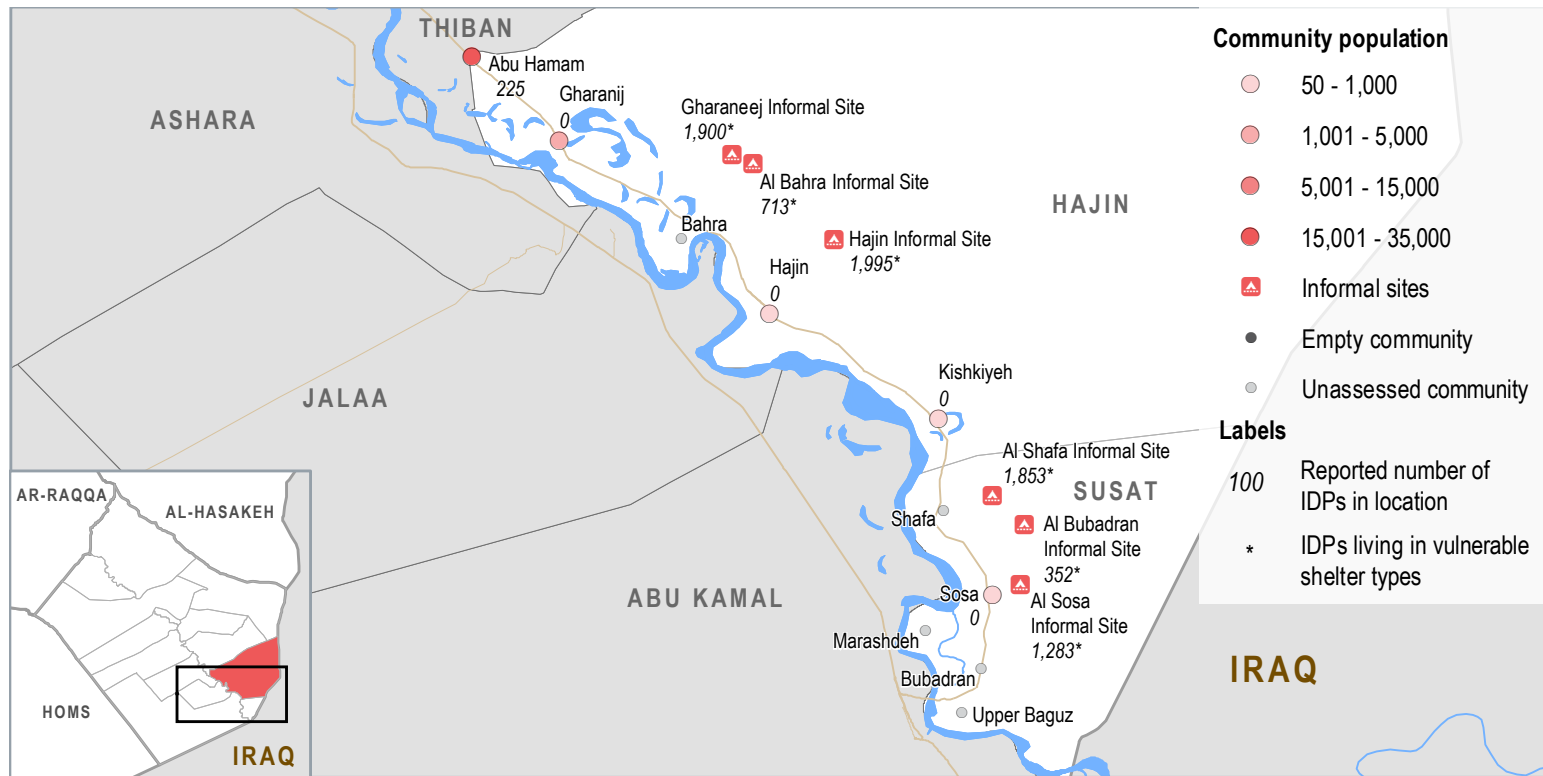 THIBAN
Abu Hamam
225
Gharanij
0
ASHARA
Gharaneej Informal Site
1,900*
Al Bahra Informal Site
713*
HAJIN
Bahra
Hajin Informal Site
1,995*
Hajin
0
Kishkiyeh
0
JALAA
Al Shafa Informal Site
1,853*
SUSAT
Shafa
Al Bubadran
Informal Site
352*
ABU KAMAL
Sosa
0
Al Sosa
Informal Site
1,283*
Marashdeh
Bubadran
Upper Baguz
IRAQ
Community population
50 - 1,000
1,001 - 5,000
5,001 - 15,000
15,001 - 35,000
Informal sites
Empty community
Unassessed community
Labels
100 Reported number of
IDPs in location
* IDPs living in vulnerable
shelter types
AR-RAQQA
AL-HASAKEH
HOMS
IRAQ